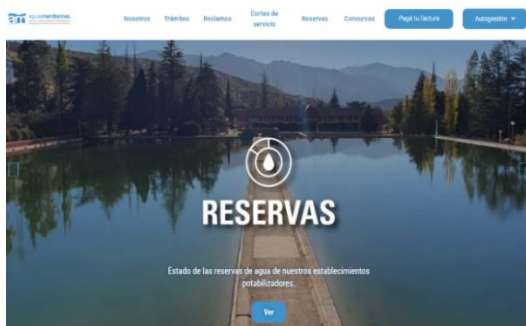 aguasmendocinas
Nosotros
Trámites
Reclamos
Cortes de
servicio
Reservas
Concursos
Pagá tu factura
Autogestión
RESERVAS
Estado de las reservas de agua de nuestros establecimientos
potabilizadores.
Ver